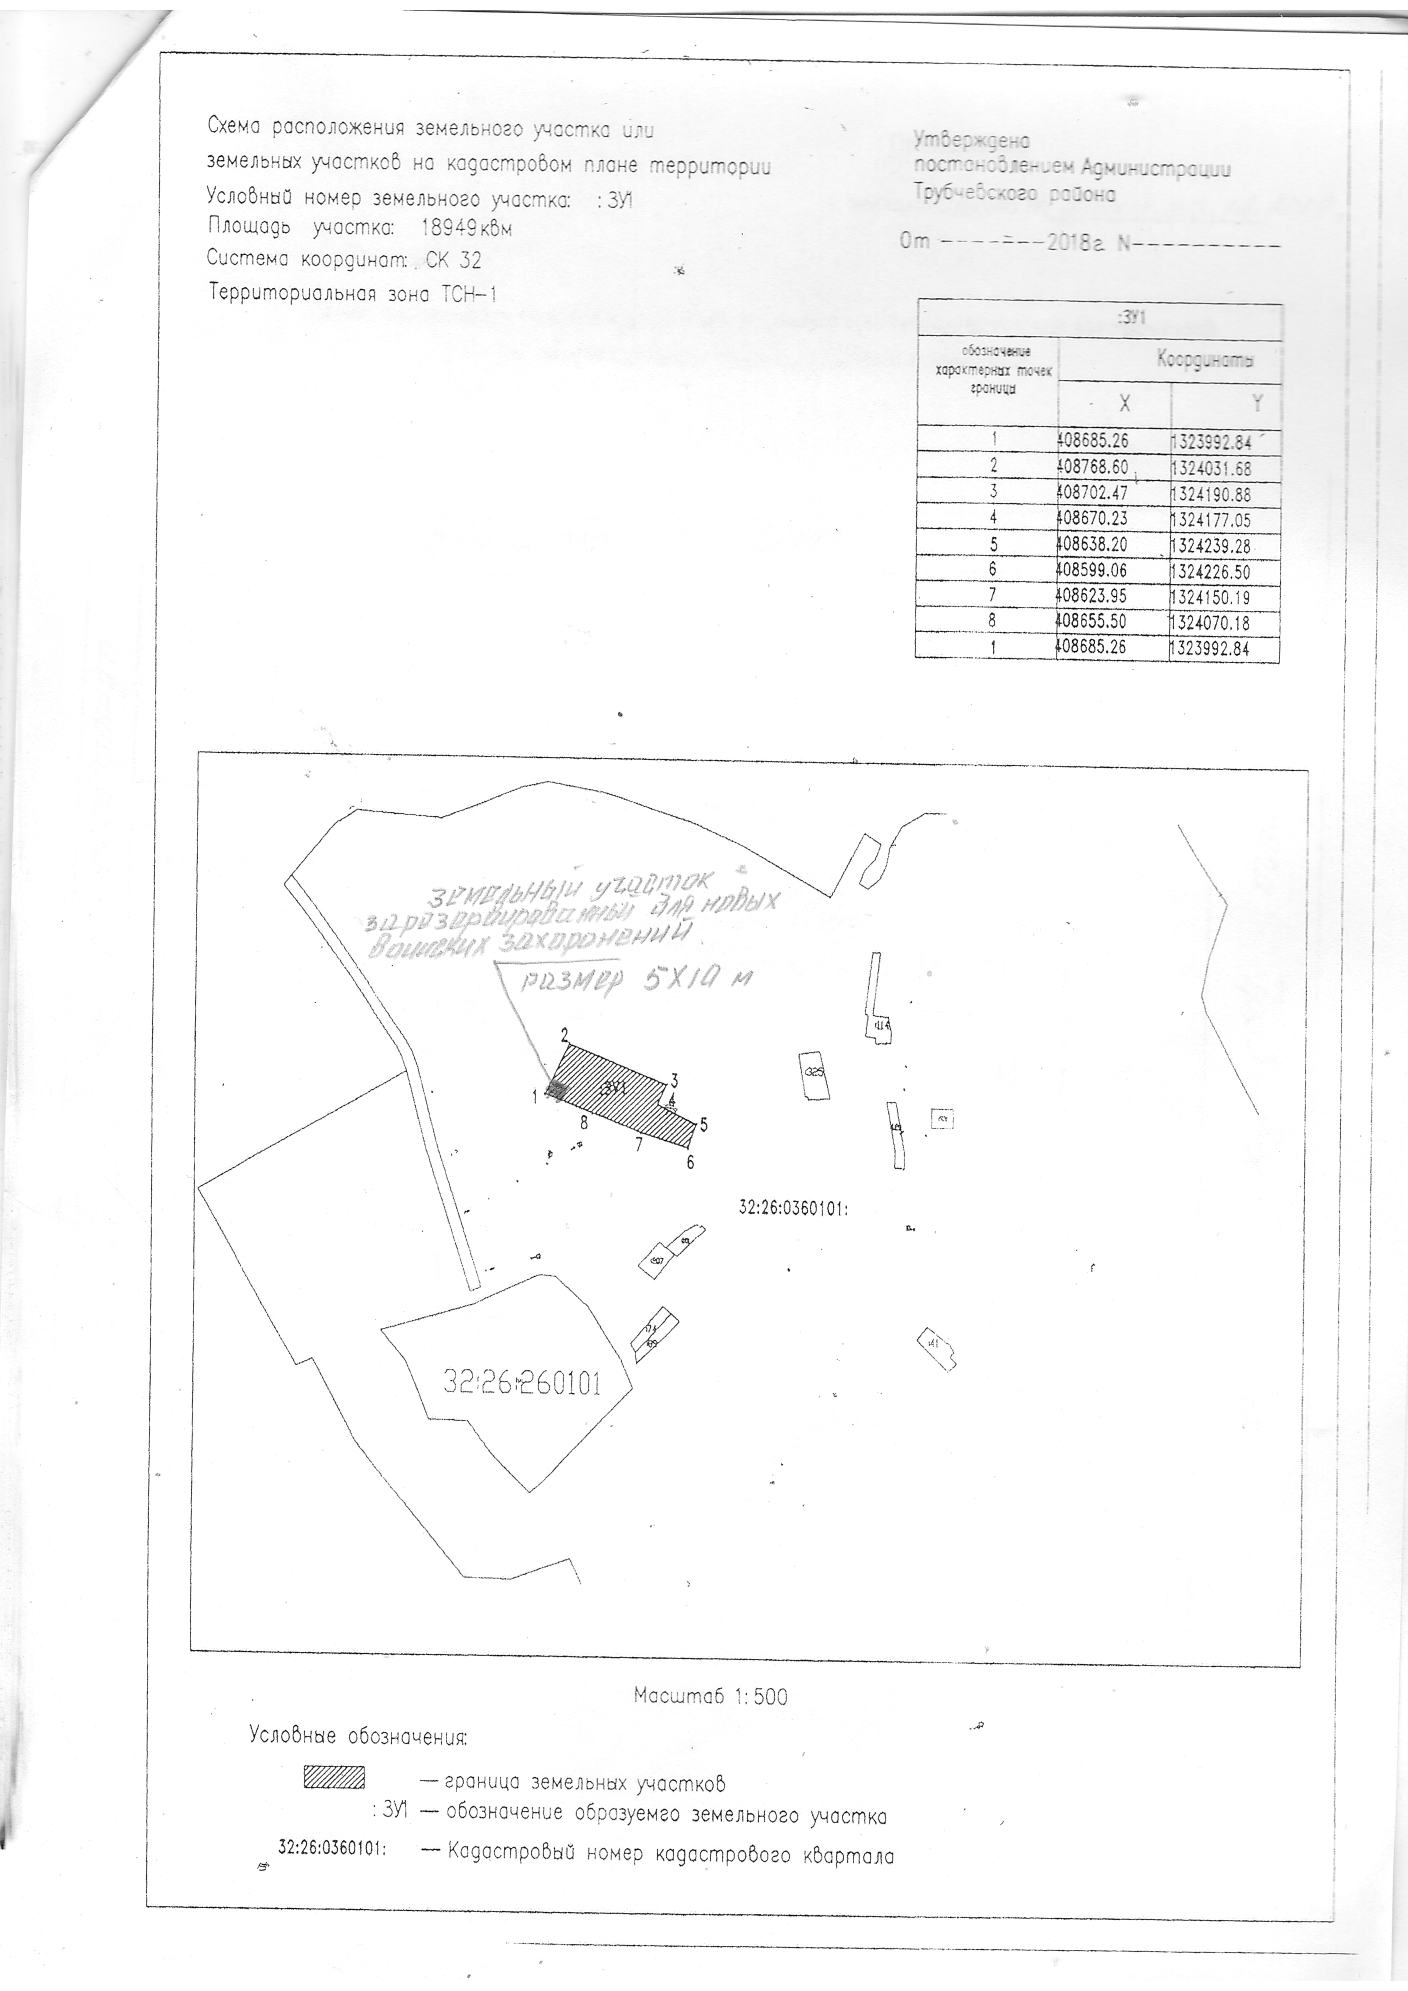 Схема расположения земельного участка или
земельных участков на кадастровом плане территории
Условный номер земельного участка: :ЗУ1
Площадь участка: 18949квм
Система координат: СК 32
Территориальная зона ТСН-1
Утверждена
постановлением Администрации
Трубчевского района
От -------2018г. N----------
:ЗУ1
обозначение характерных точек границы
Координаты
X Y
1 408685.26 1323992.84
2 408768.60 1324031.68
3 408702.47 1324190.88
4 408670.23 1324177.05
5 408638.20 1324239.28
6 408599.06 1324226.50
7 408623.95 1324150.19
8 408655.50 1324070.18
1 408685.26 1323992.84
земельный участок
зарезервированный для новых
воинских захоронений
размер 5X10 м
2
3
:ЗУ1
1
4
5
8
7
6
32:26:0360101:
32:26:260101
Масштаб 1:500
Условные обозначения:
— граница земельных участков
:ЗУ1 — обозначение образуемго земельного участка
32:26:0360101: — Кадастровый номер кадастрового квартала